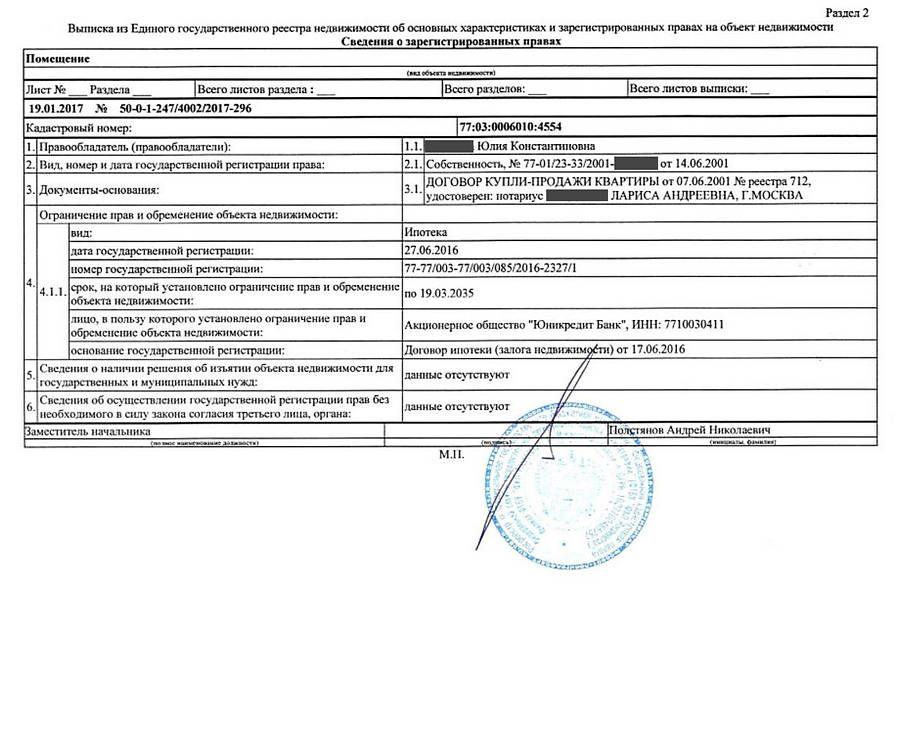 Раздел 2
Выписка из Единого государственного реестра недвижимости об основных характеристиках и зарегистрированных правах на объект недвижимости
Сведения о зарегистрированных правах
Помещение
(вид объекта недвижимости)
Лист № ___ Раздела ___ Всего листов раздела : ___ Всего разделов: ___ Всего листов выписки: ___
19.01.2017 № 50-0-1-247/4002/2017-296
Кадастровый номер: 77:03:0006010:4554
1. Правообладатель (правообладатели): 1.1. Юлия Константиновна
2. Вид, номер и дата государственной регистрации права: 2.1. Собственность, № 77-01/23-33/2001- от 14.06.2001
3. Документы-основания: 3.1. ДОГОВОР КУПЛИ-ПРОДАЖИ КВАРТИРЫ от 07.06.2001 № реестра 712,
удостоверен: нотариус ЛАРИСА АНДРЕЕВНА, Г.МОСКВА
4. Ограничение прав и обременение объекта недвижимости:
4.1.1. вид: Ипотека
дата государственной регистрации: 27.06.2016
номер государственной регистрации: 77-77/003-77/003/085/2016-2327/1
срок, на который установлено ограничение прав и обременение
объекта недвижимости: по 19.03.2035
лицо, в пользу которого установлено ограничение прав и
обременение объекта недвижимости: Акционерное общество "Юникредит Банк", ИНН: 7710030411
основание государственной регистрации: Договор ипотеки (залога недвижимости) от 17.06.2016
5. Сведения о наличии решения об изъятии объекта недвижимости для
государственных и муниципальных нужд: данные отсутствуют
6. Сведения об осуществлении государственной регистрации прав без
необходимого в силу закона согласия третьего лица, органа: данные отсутствуют
Заместитель начальника Полстянов Андрей Николаевич
(полное наименование должности) (подпись) (инициалы, фамилия)
М.П.